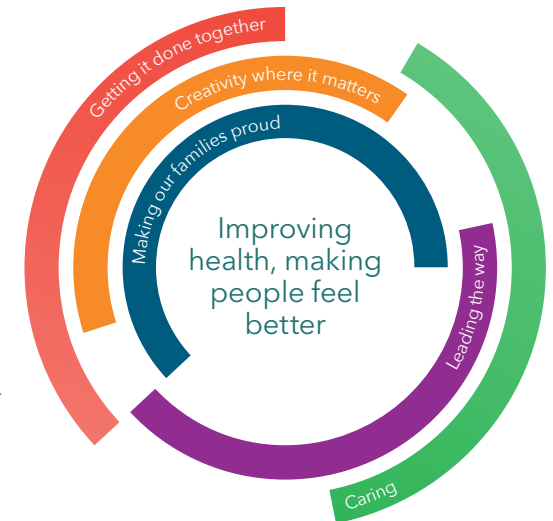 Getting it done together
Creativity where it matters
Making our families proud
Improving
health, making
people feel
better
Leading the way
Caring